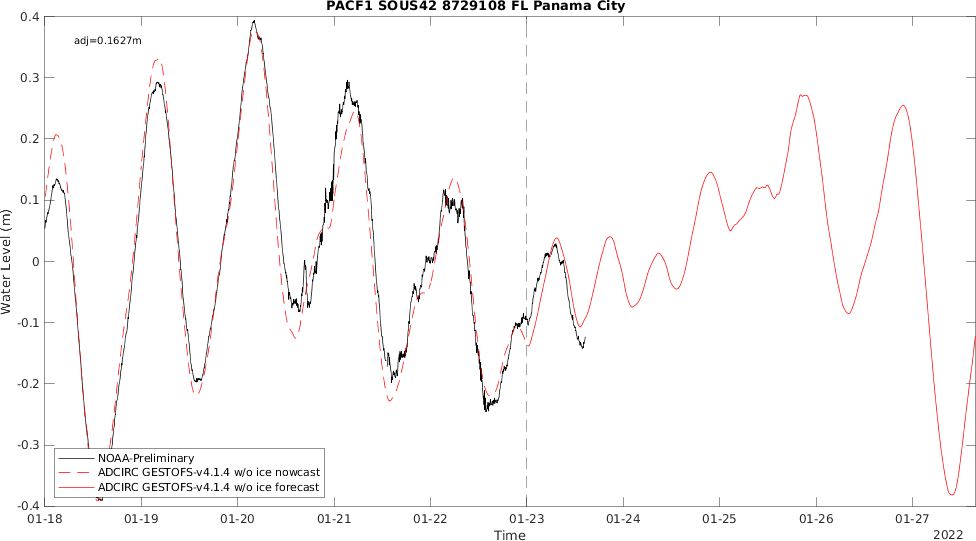 PACF1 SOUS42 8729108 FL Panama City
adj=0.1627m
0.4
0.3
0.2
0.1
0
-0.1
-0.2
-0.3
-0.4
Water Level (m)
NOAA-Preliminary
ADCIRC GESTOFS-v4.1.4 w/o ice nowcast
ADCIRC GESTOFS-v4.1.4 w/o ice forecast
01-18 01-19 01-20 01-21 01-22 01-23 01-24 01-25 01-26 01-27
Time
2022